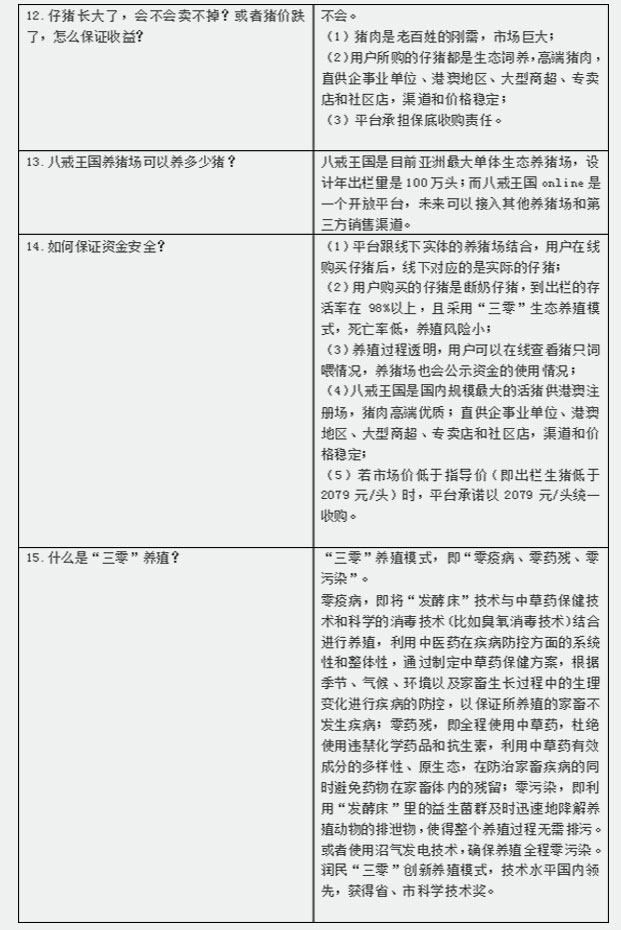 12.仔猪长大了，会不会卖不掉？或者猪价跌
了，怎么保证收益？
不会。
（1）猪肉是老百姓的刚需，市场巨大；
（2）用户所购的仔猪都是生态饲养，高端猪肉，
直供企事业单位、港澳地区、大型商超、专卖
店和社区店，渠道和价格稳定；
（3）平台承担保底收购责任。
13.八戒王国养猪场可以养多少猪？
八戒王国是目前亚洲最大单体生态养猪场，设
计年出栏量是100万头；而八戒王国 online 是
一个开放平台，未来可以接入其他养猪场和第
三方销售渠道。
14.如何保证资金安全？
（1）平台跟线下实体的养猪场结合，用户在线
购买仔猪后，线下对应的是实际的仔猪；
（2）用户购买的仔猪是断奶仔猪，到出栏的存
活率在 98%以上，且采用“三零”生态养殖模
式，死亡率低，养殖风险小；
（3）养殖过程透明，用户可以在线查看猪只饲
喂情况，养猪场也会公示资金的使用情况；
（4）八戒王国是国内规模最大的活猪供港澳注
册场，猪肉高端优质；直供企事业单位、港澳
地区、大型商超、专卖店和社区店，渠道和价
格稳定；
（5）若市场价低于指导价（即出栏生猪低于
2079 元/头）时，平台承诺以 2079 元/头统一
收购。
15.什么是“三零”养殖？
“三零”养殖模式，即“零疫病、零药残、零
污染”。
零疫病，即将“发酵床”技术与中草药保健技
术和科学的消毒技术(比如臭氧消毒技术)结合
进行养殖，利用中医药在疾病防控方面的系统
性和整体性，通过制定中草药保健方案，根据
季节、气候、环境以及家畜生长过程中的生理
变化进行疾病的防控，以保证所养殖的家畜不
发生疾病；零药残，即全程使用中草药，杜绝
使用违禁化学药品和抗生素，利用中草药有效
成分的多样性、原生态，在防治家畜疾病的同
时避免药物在家畜体内的残留；零污染，即利
用“发酵床”里的益生菌群及时迅速地降解养
殖动物的排泄物，使得整个养殖过程无需排污。
或者使用沼气发电技术，确保养殖全程零污染。
润民“三零”创新养殖模式，技术水平国内领
先，获得省、市科学技术奖。